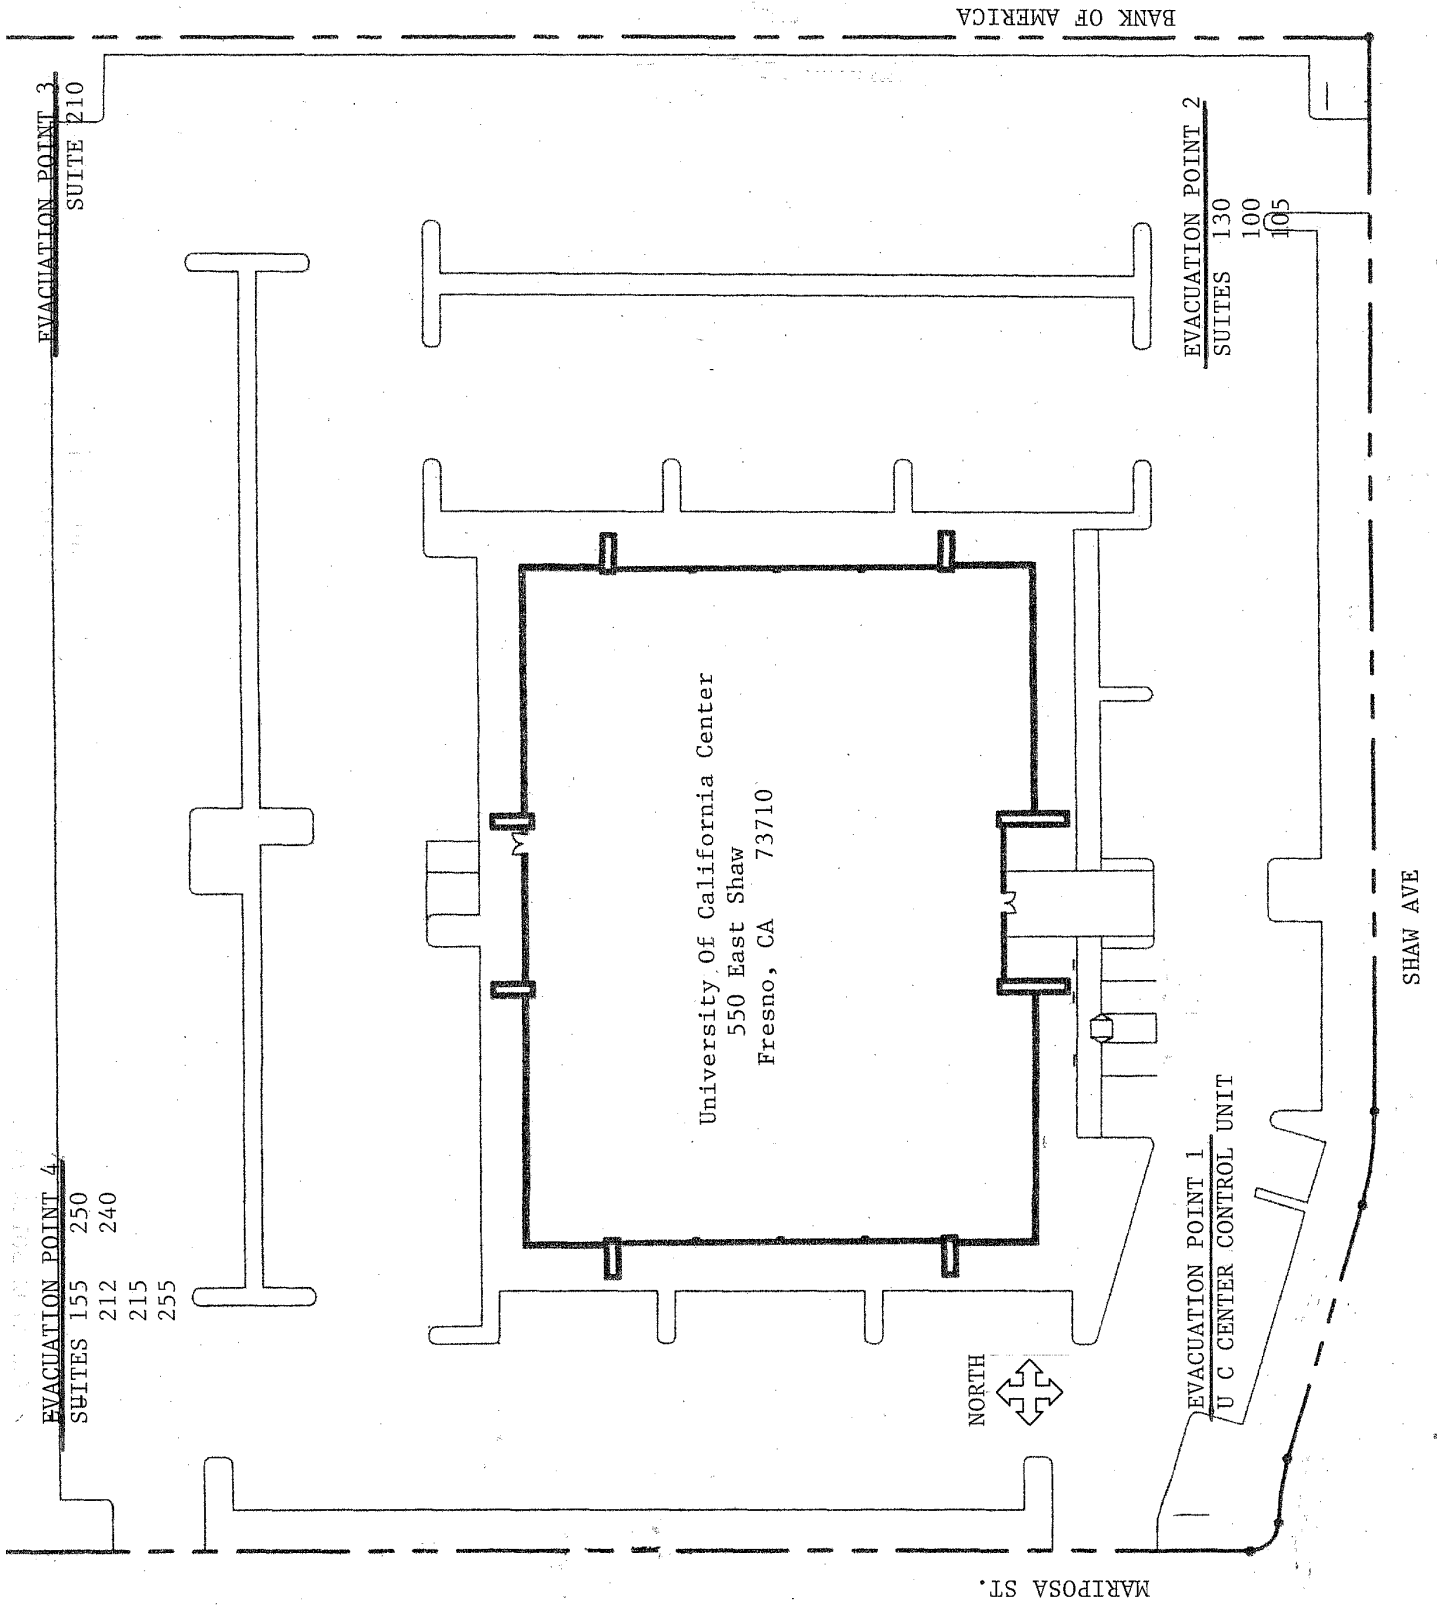 EVACUATION POINT 4
SUITES 155 250
212 240
215
255
EVACUATION POINT 3
SUITE 210
University Of California Center
550 East Shaw
Fresno, CA 73710
NORTH
EVACUATION POINT 1
U C CENTER CONTROL UNIT
EVACUATION POINT 2
SUITES 130
100
105
SHAW AVE
MARIPOSA ST.
BANK OF AMERICA